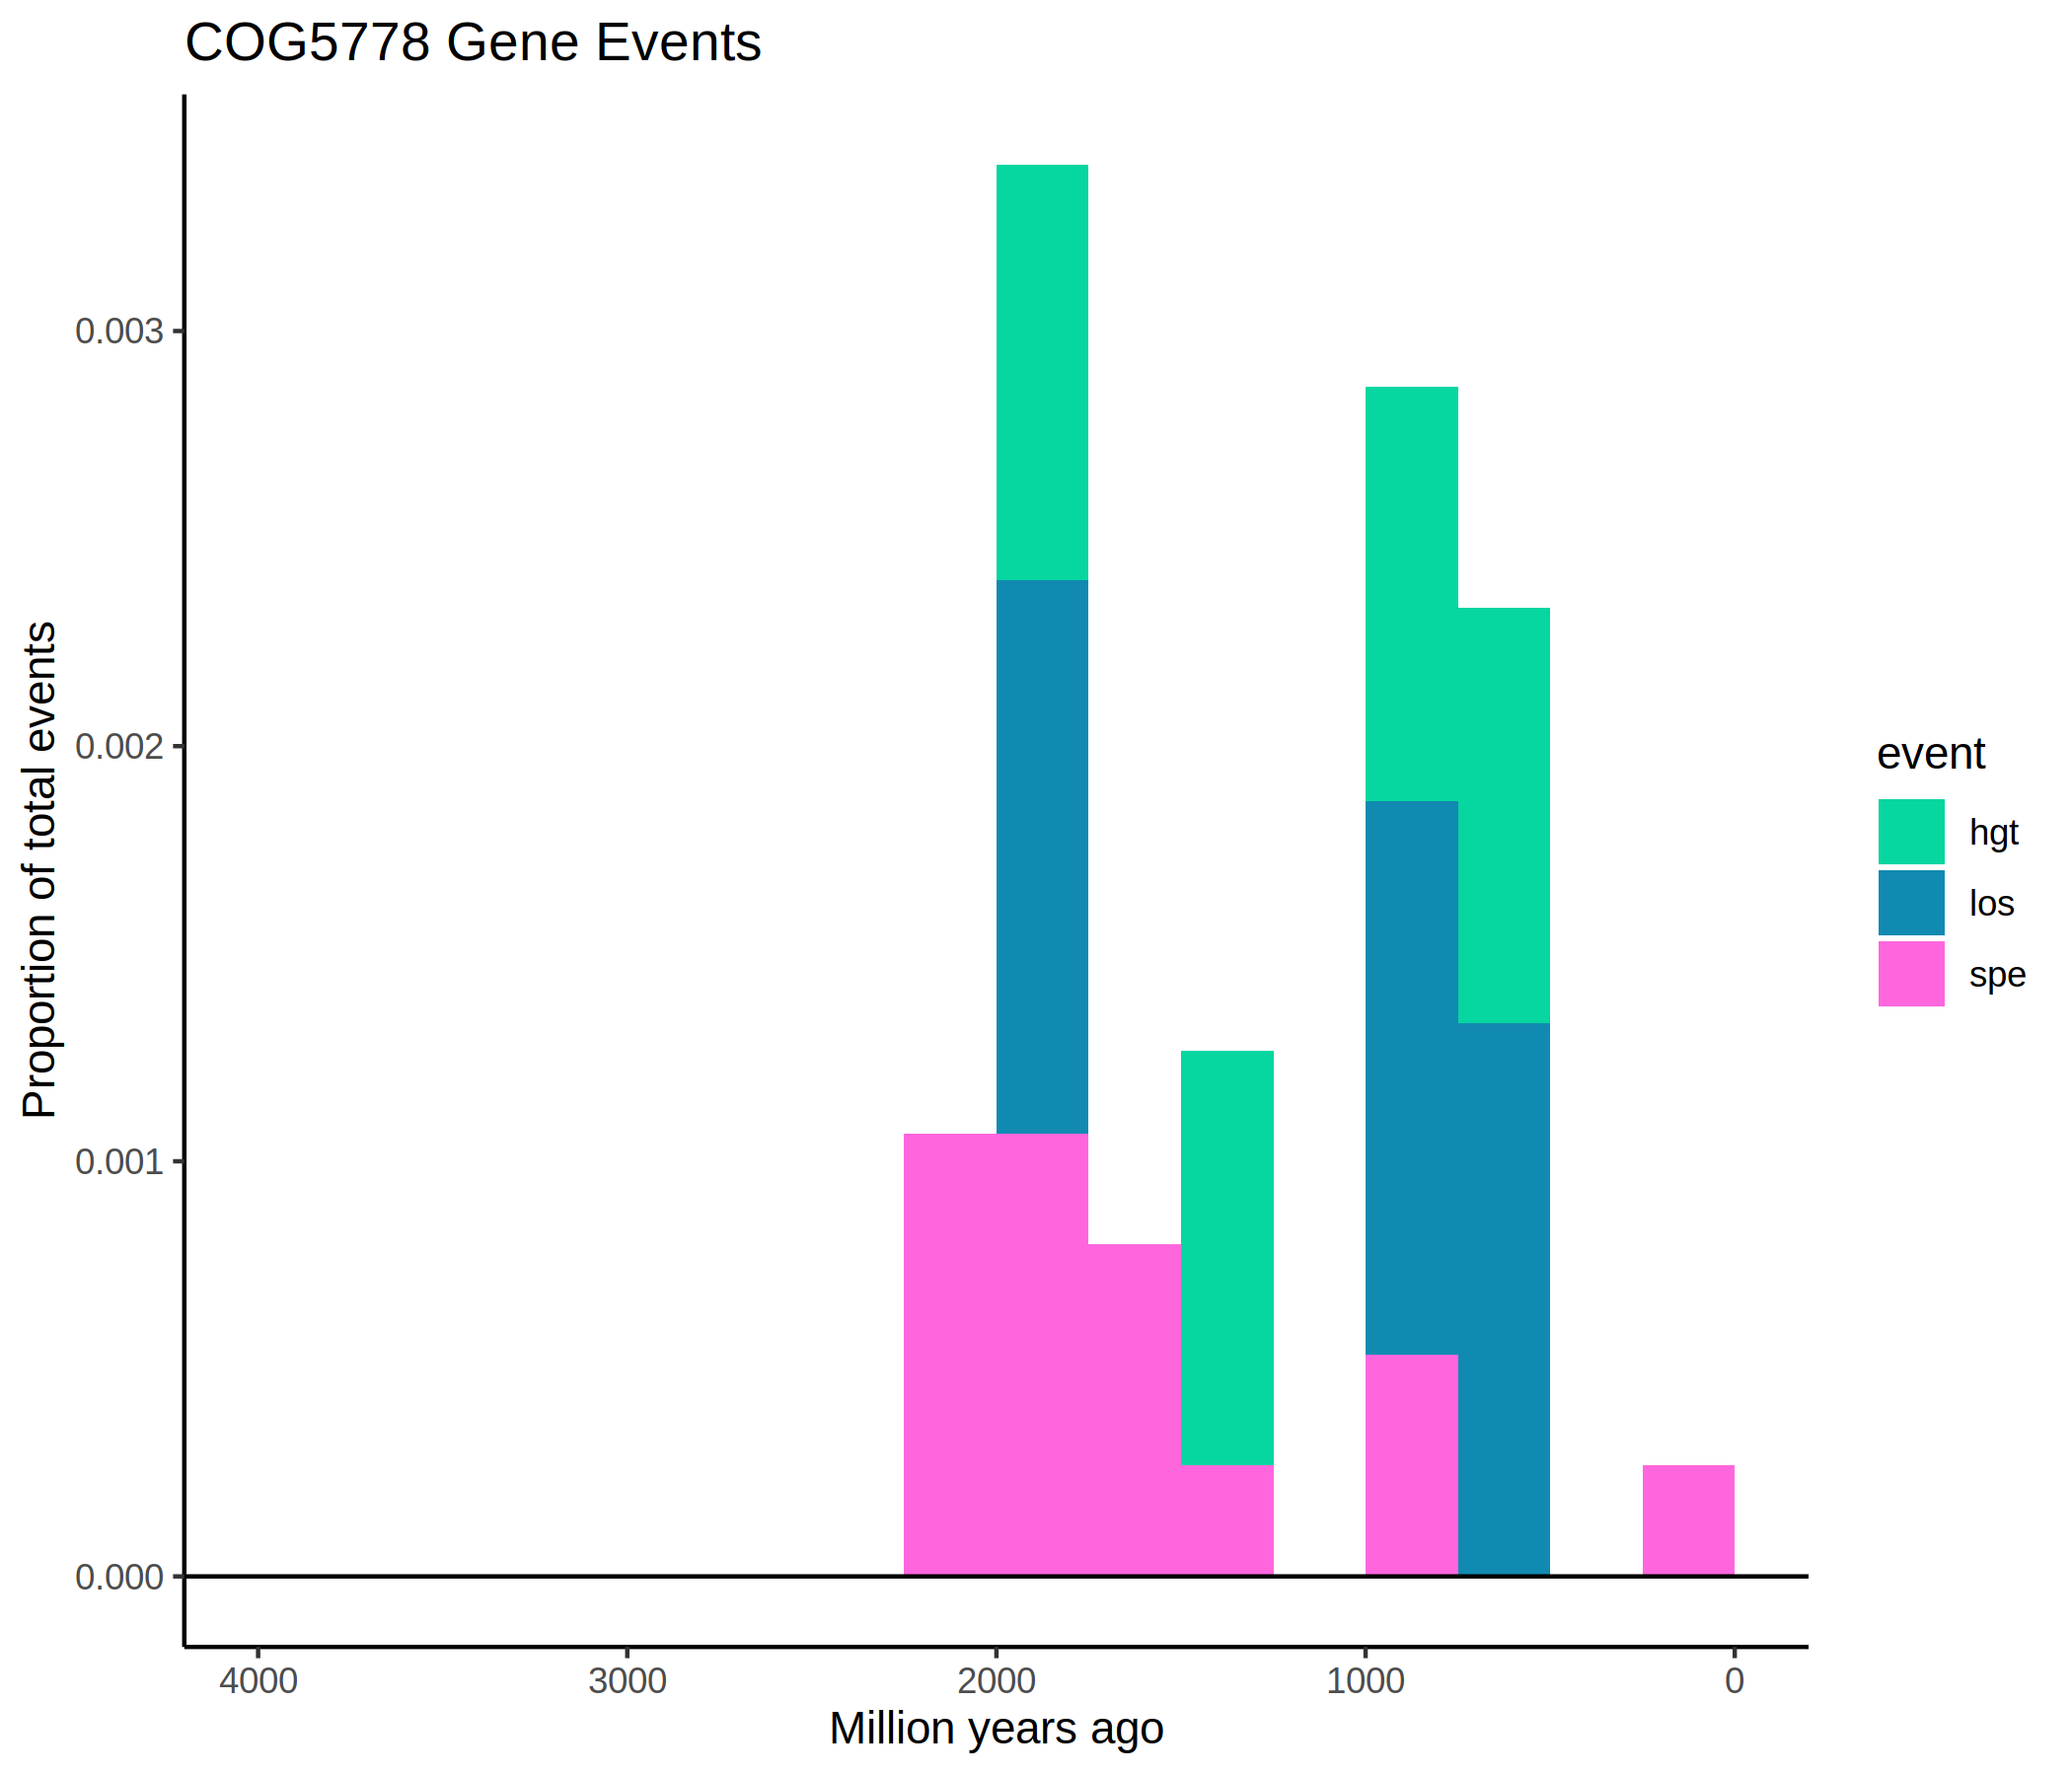 COG5778 Gene Events
Proportion of total events
0.003
0.002
0.001
0.000
4000 3000 2000 1000 0
Million years ago
event
hgt
los
spe